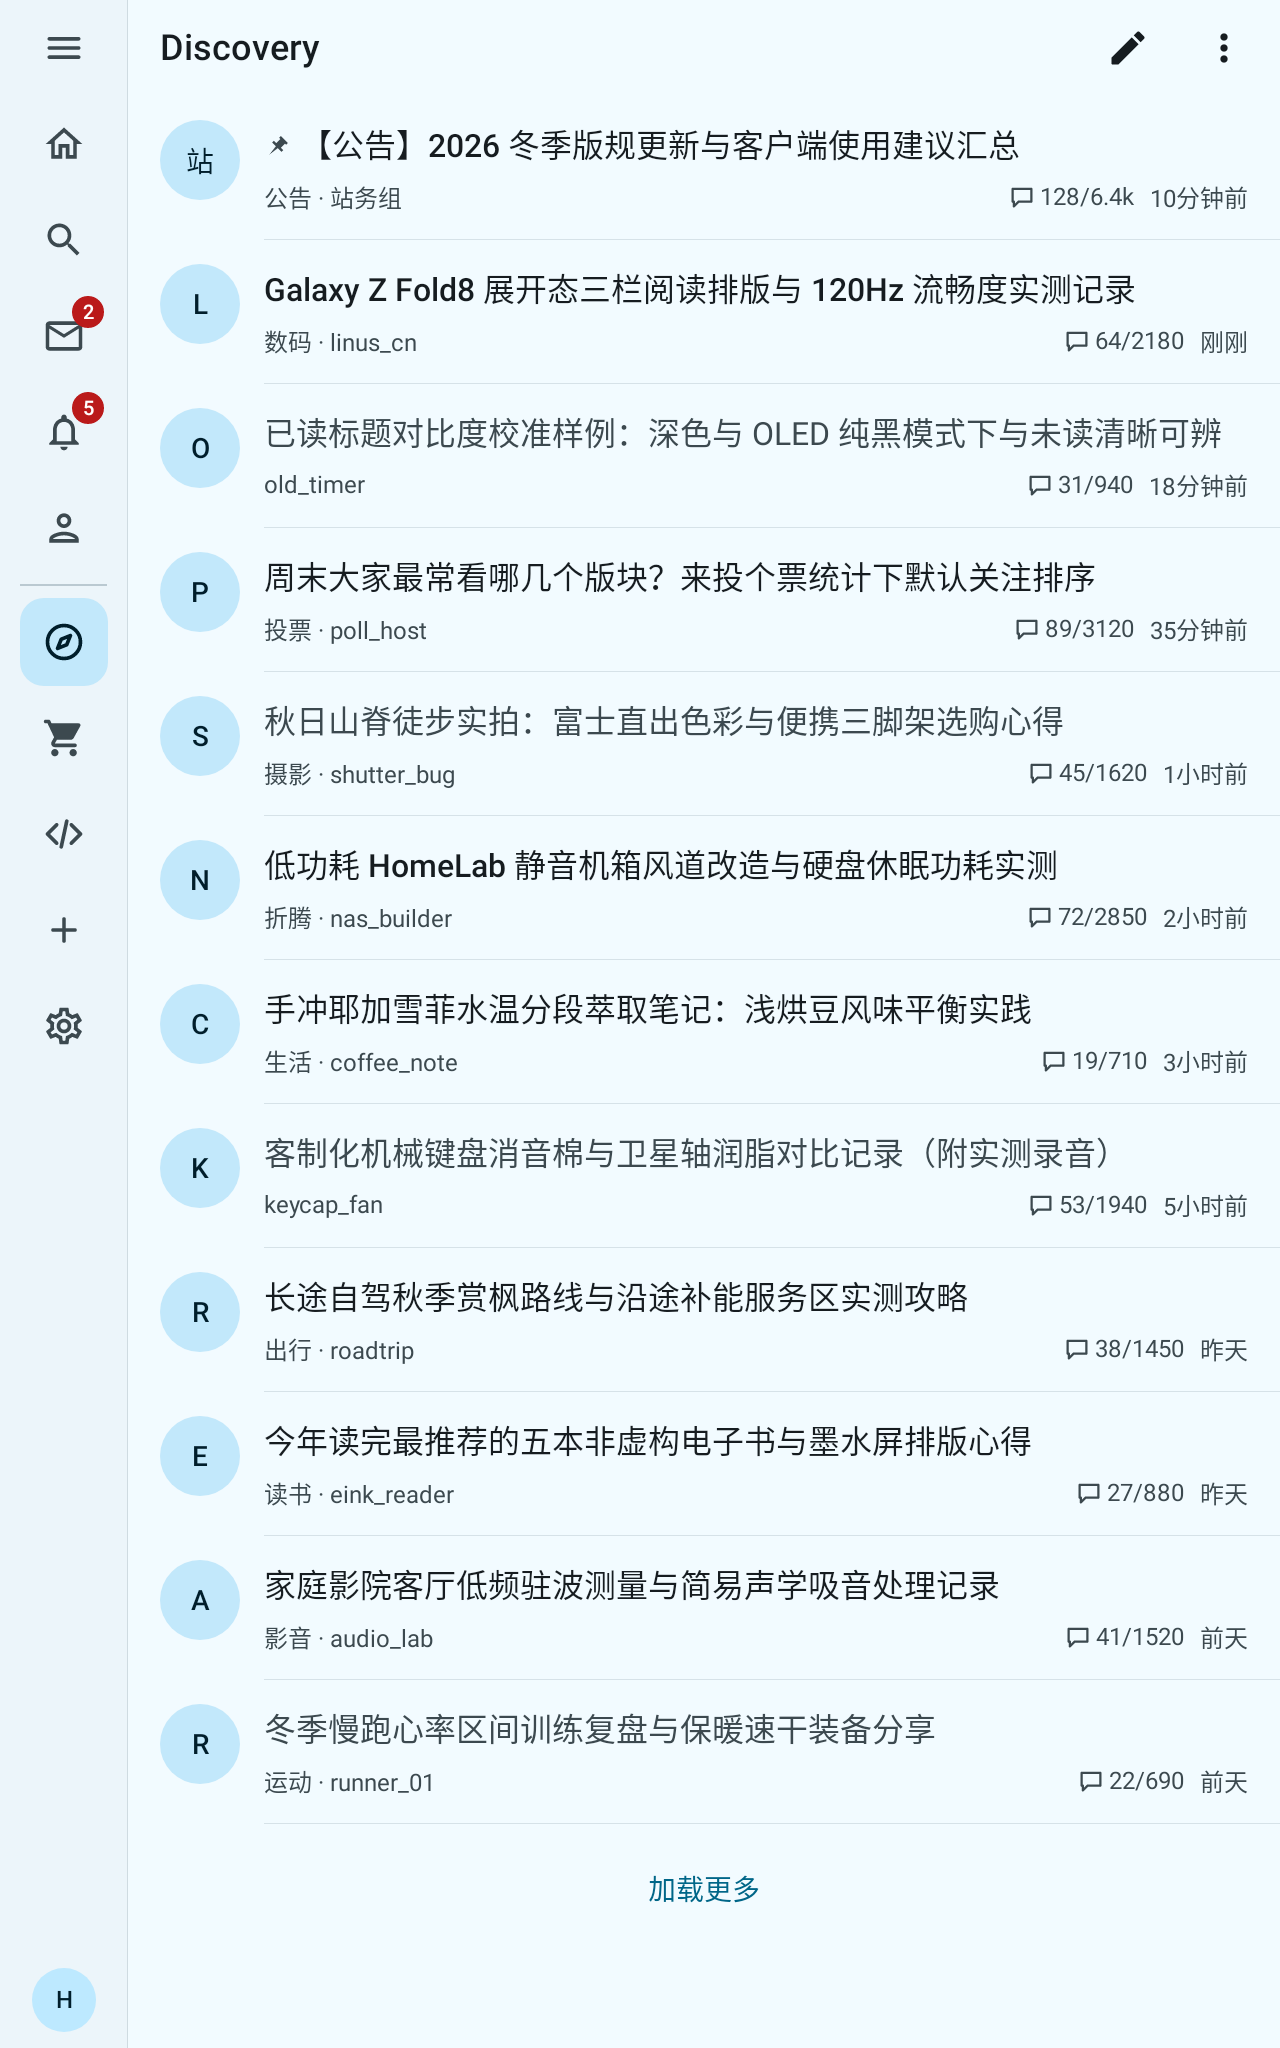 Discovery
站
【公告】2026 冬季版规更新与客户端使用建议汇总
公告 · 站务组
128/6.4k 10分钟前
L
Galaxy Z Fold8 展开态三栏阅读排版与 120Hz 流畅度实测记录
数码 · linus_cn
64/2180 刚刚
2
O
已读标题对比度校准样例：深色与 OLED 纯黑模式下与未读清晰可辨
old_timer
31/940 18分钟前
5
P
周末大家最常看哪几个版块？来投个票统计下默认关注排序
投票 · poll_host
89/3120 35分钟前
S
秋日山脊徒步实拍：富士直出色彩与便携三脚架选购心得
摄影 · shutter_bug
45/1620 1小时前
N
低功耗 HomeLab 静音机箱风道改造与硬盘休眠功耗实测
折腾 · nas_builder
72/2850 2小时前
C
手冲耶加雪菲水温分段萃取笔记：浅烘豆风味平衡实践
生活 · coffee_note
19/710 3小时前
K
客制化机械键盘消音棉与卫星轴润脂对比记录（附实测录音）
keycap_fan
53/1940 5小时前
R
长途自驾秋季赏枫路线与沿途补能服务区实测攻略
出行 · roadtrip
38/1450 昨天
E
今年读完最推荐的五本非虚构电子书与墨水屏排版心得
读书 · eink_reader
27/880 昨天
A
家庭影院客厅低频驻波测量与简易声学吸音处理记录
影音 · audio_lab
41/1520 前天
R
冬季慢跑心率区间训练复盘与保暖速干装备分享
运动 · runner_01
22/690 前天
加载更多
H